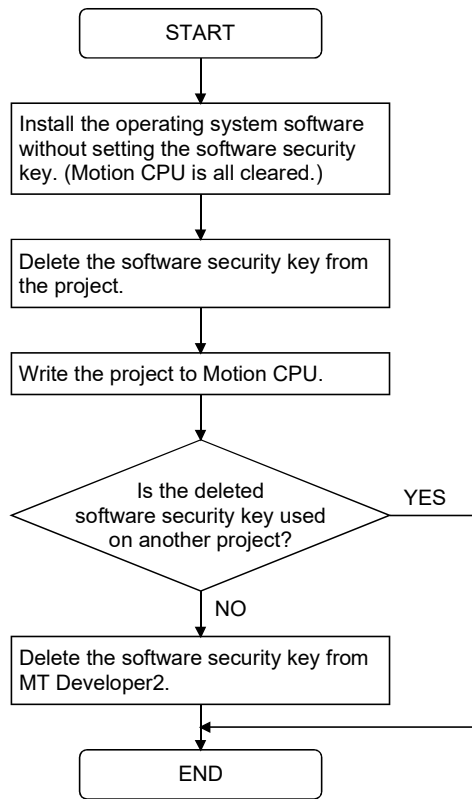 START
Install the operating system software
without setting the software security
key. (Motion CPU is all cleared.)
Delete the software security key from
the project.
Write the project to Motion CPU.
Is the deleted
software security key used
on another project?
YES
NO
Delete the software security key from
MT Developer2.
END